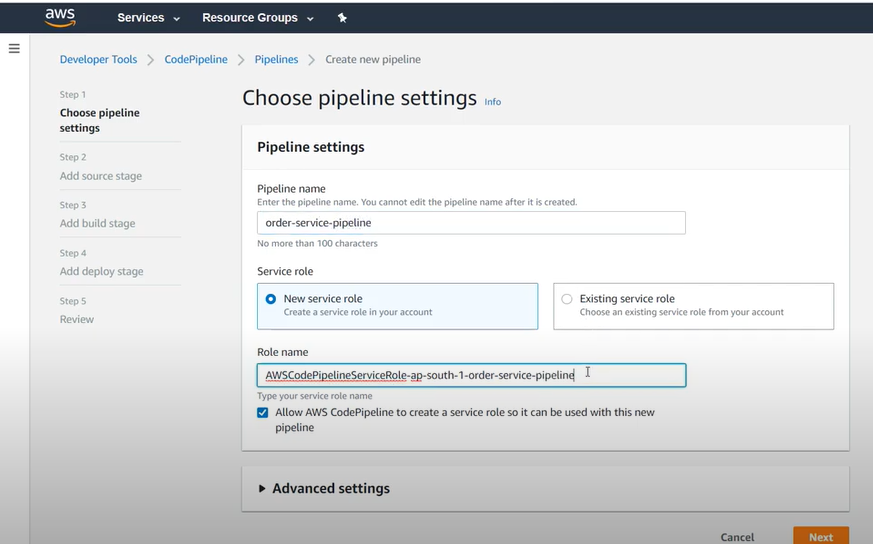 aws Services Resource Groups
Developer Tools CodePipeline Pipelines Create new pipeline
Step 1
Choose pipeline
settings
Step 2
Add source stage
Step 3
Add build stage
Step 4
Add deploy stage
Step 5
Review
Choose pipeline settings Info
Pipeline settings
Pipeline name
Enter the pipeline name. You cannot edit the pipeline name after it is created.
order-service-pipeline
No more than 100 characters
Service role
New service role
Create a service role in your account
Existing service role
Choose an existing service role from your account
Role name
AWSCodePipelineServiceRole-ap-south-1-order-service-pipeline
Type your service role name
Allow AWS CodePipeline to create a service role so it can be used with this new
pipeline
Advanced settings
Cancel Next